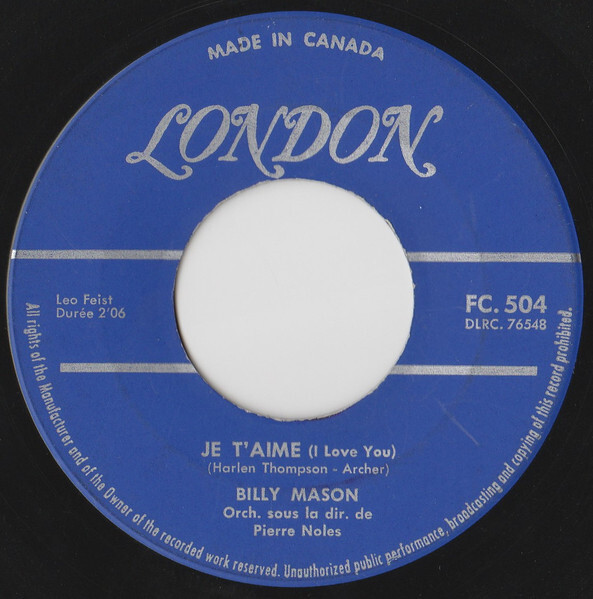 MADE IN CANADA
LONDON
Leo Feist
Durée 2'06
FC. 504
DLRC. 76548
JE T'AIME (I Love You)
(Harlen Thompson - Archer)
BILLY MASON
Orch. sous la dir. de
Pierre Noles
All rights of the Manufacturer and of the Owner of the recorded work reserved. Unauthorized public performance, broadcasting and copying of this record prohibited.